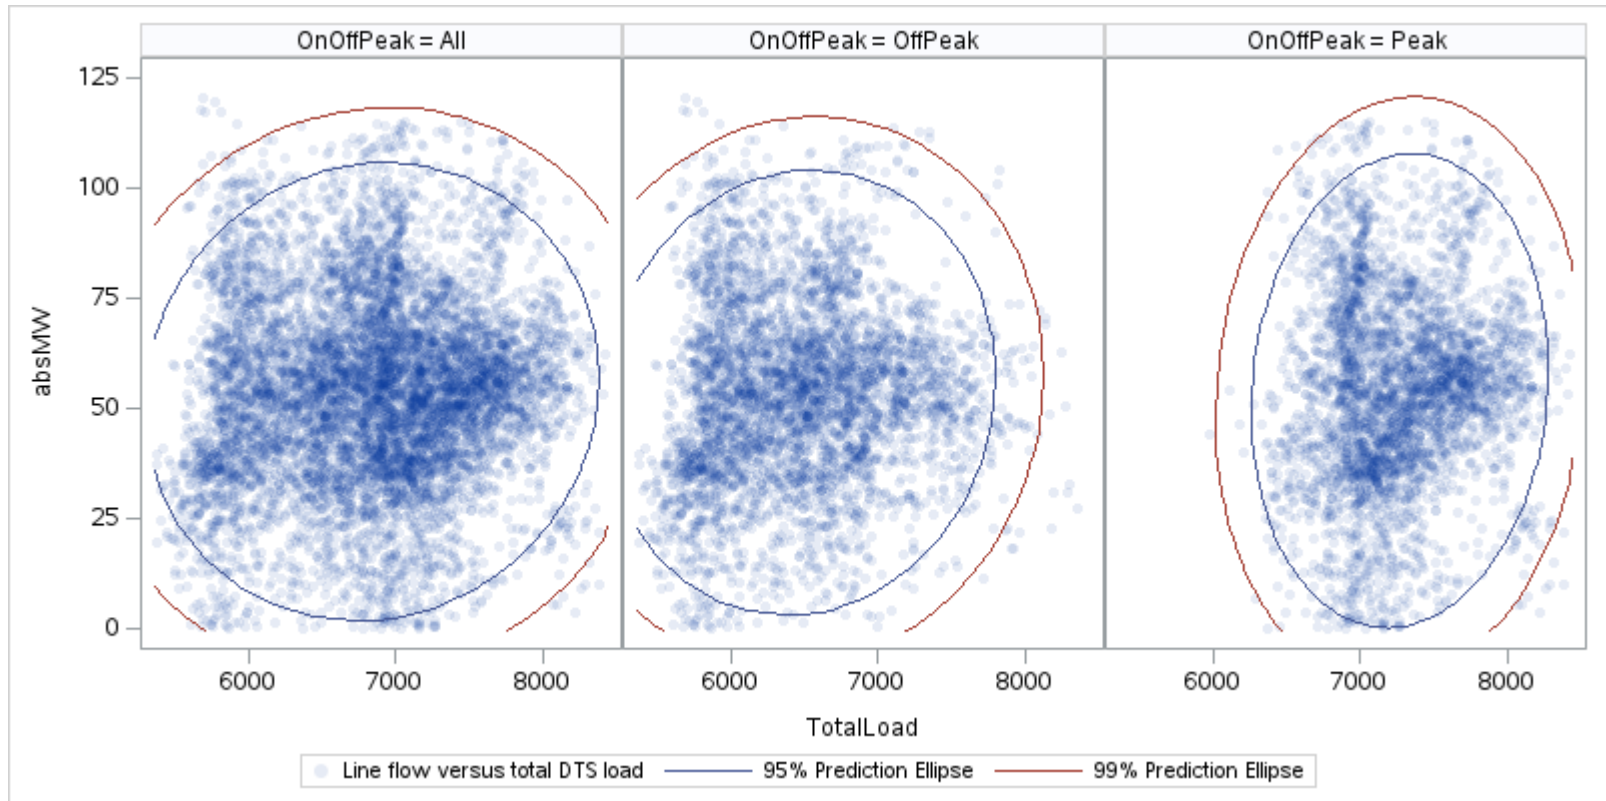 OnOffPeak = All
OnOffPeak = OffPeak
OnOffPeak = Peak
125
100
75
50
25
0
absMW
6000 7000 8000
6000 7000 8000
6000 7000 8000
TotalLoad
Line flow versus total DTS load
95% Prediction Ellipse
99% Prediction Ellipse